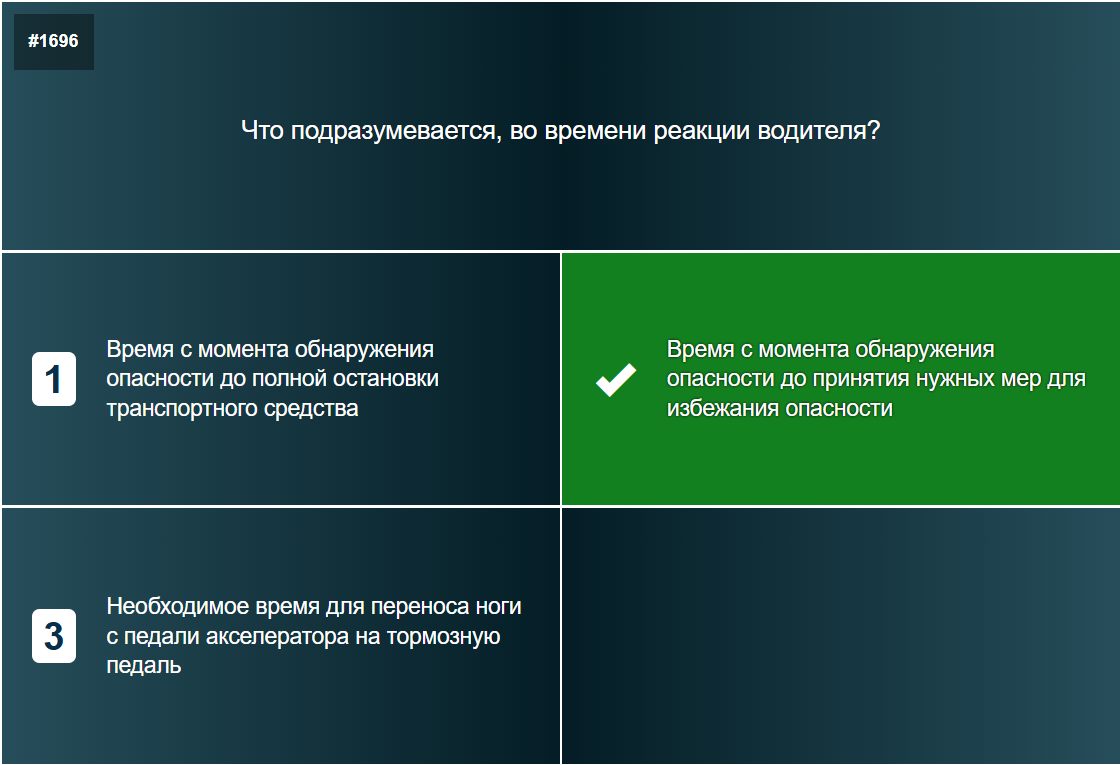 #1696
Что подразумевается, во времени реакции водителя?
1
Время с момента обнаружения
опасности до полной остановки
транспортного средства
Время с момента обнаружения
опасности до принятия нужных мер для
избежания опасности
3
Необходимое время для переноса ноги
с педали акселератора на тормозную
педаль